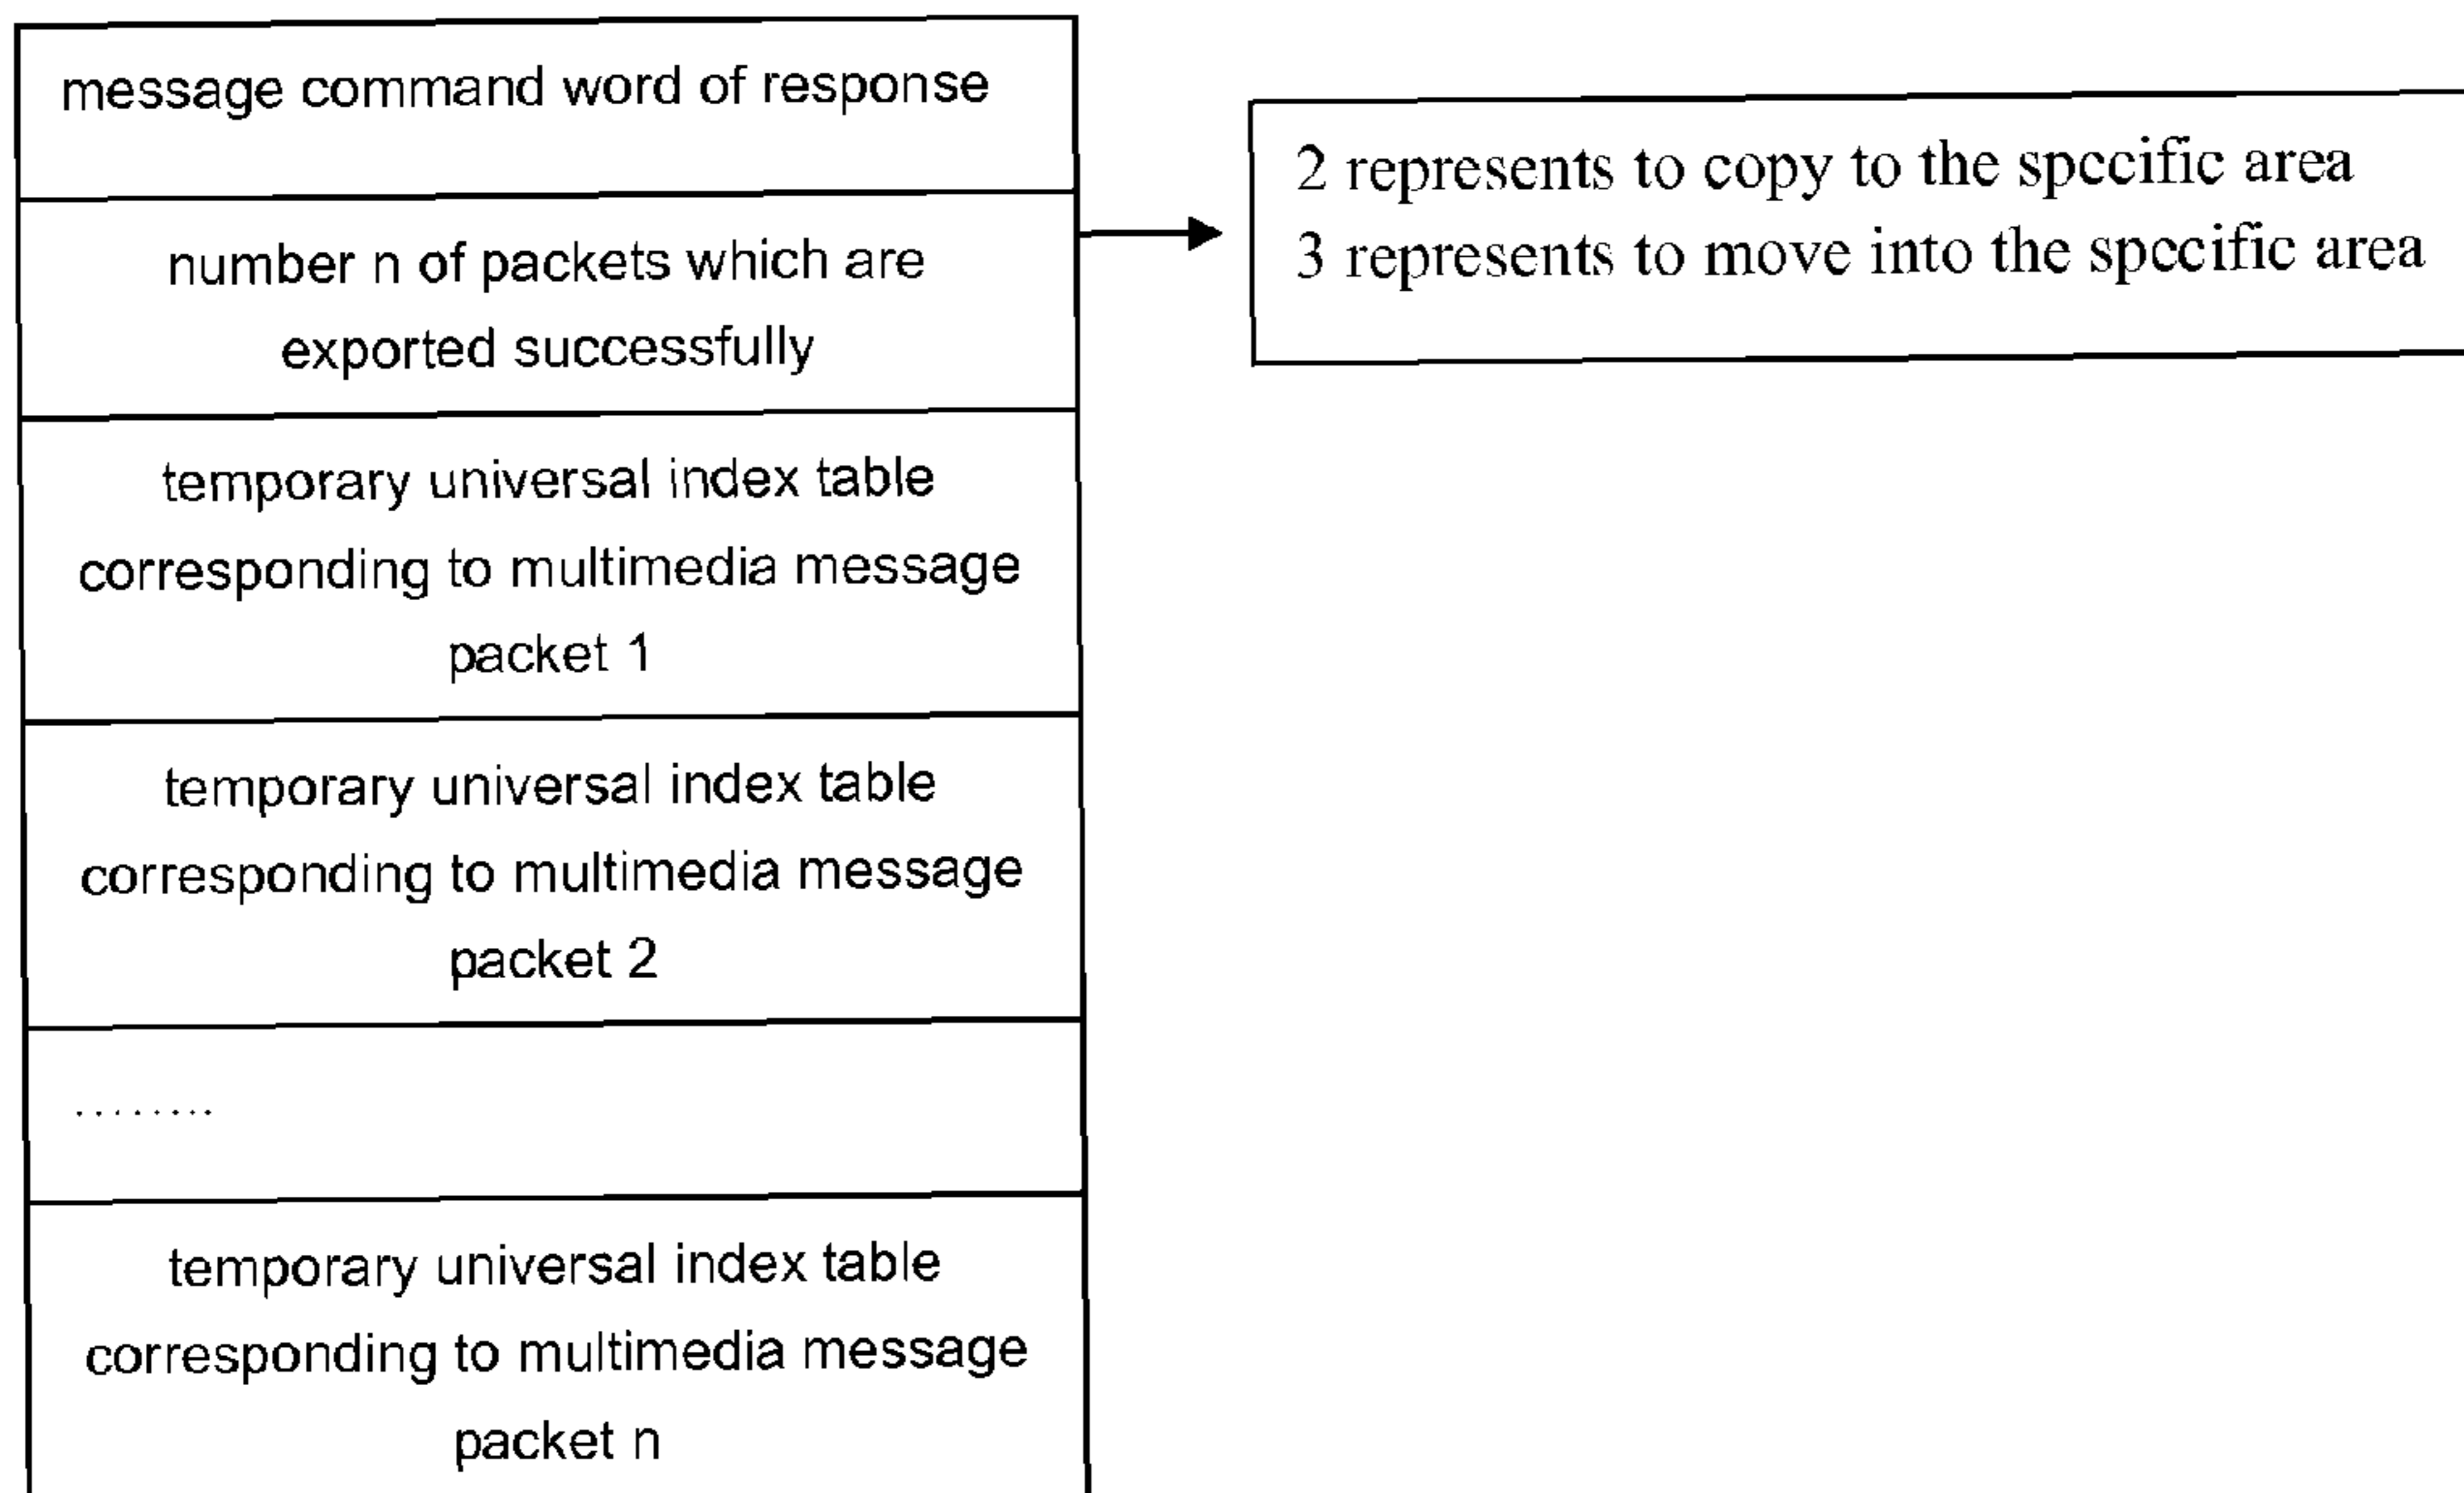 message command word of response
number n of packets which are
exported successfully
temporary universal index table
corresponding to multimedia message
packet 1
temporary universal index table
corresponding to multimedia message
packet 2
........
temporary universal index table
corresponding to multimedia message
packet n
2 represents to copy to the specific area
3 represents to move into the specific area